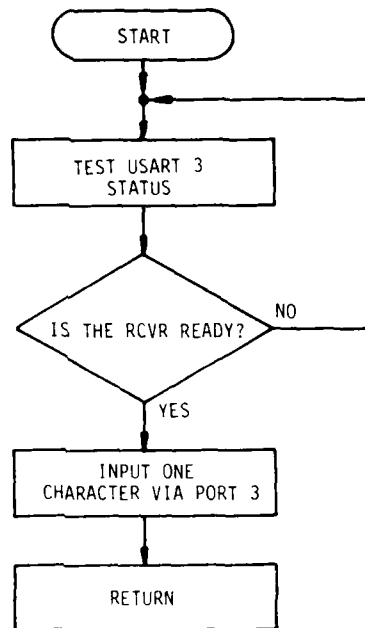 START
TEST USART 3
STATUS
IS THE RCVR READY?
NO
YES
INPUT ONE
CHARACTER VIA PORT 3
RETURN